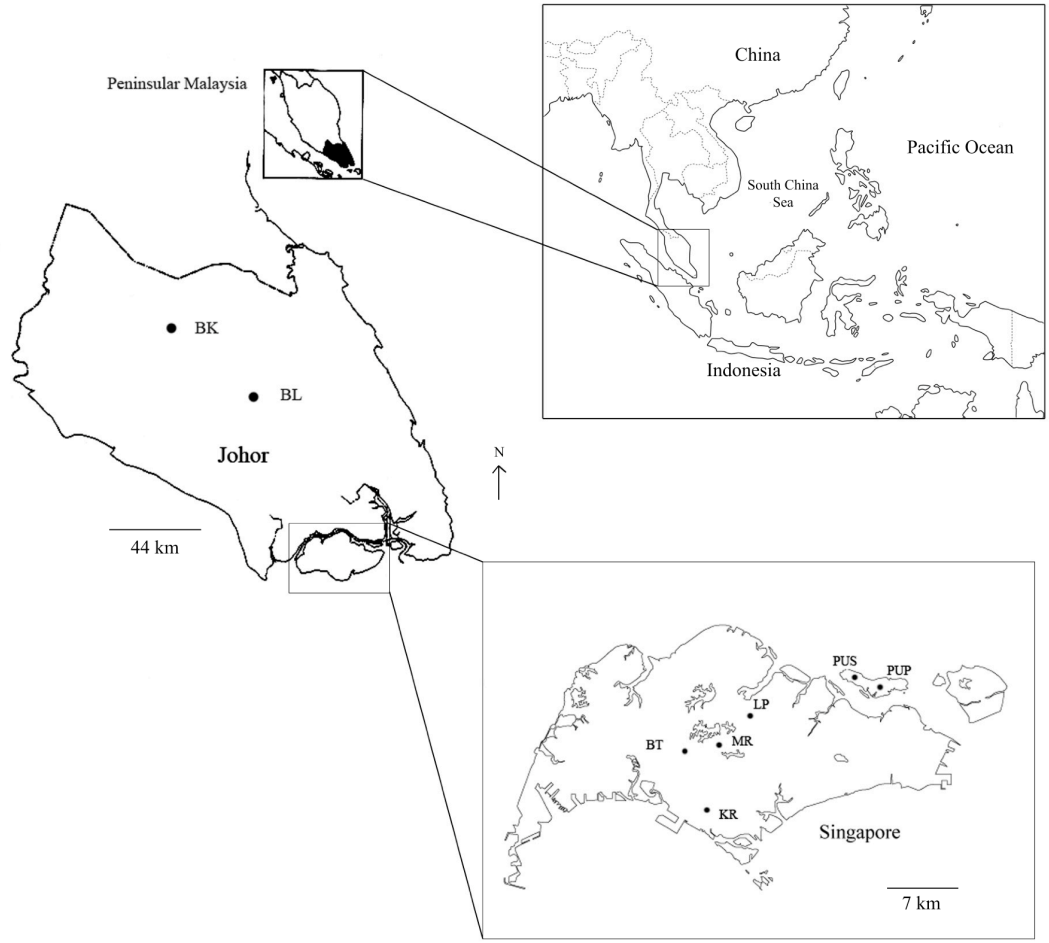 China
Peninsular Malaysia
Pacific Ocean
South China
Sea
BK
Indonesia
BL
Johor
N
44 km
PUS
PUP
LP
BT
MR
KR
Singapore
7 km